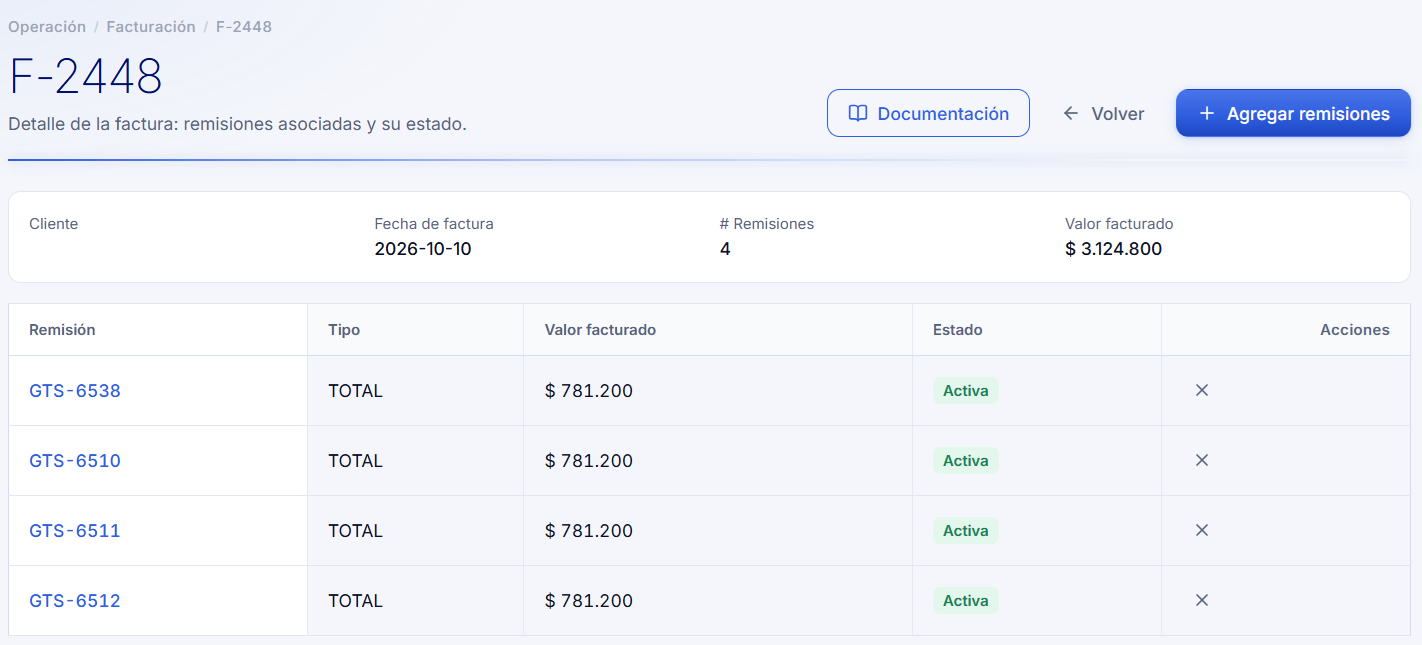 Operación / Facturación / F-2448
F-2448
Detalle de la factura: remisiones asociadas y su estado.
Documentación
Volver
Agregar remisiones
Cliente
Fecha de factura
2026-10-10
# Remisiones
4
Valor facturado
$ 3.124.800
Remisión Tipo Valor facturado Estado Acciones
GTS-6538 TOTAL $ 781.200 Activa
GTS-6510 TOTAL $ 781.200 Activa
GTS-6511 TOTAL $ 781.200 Activa
GTS-6512 TOTAL $ 781.200 Activa